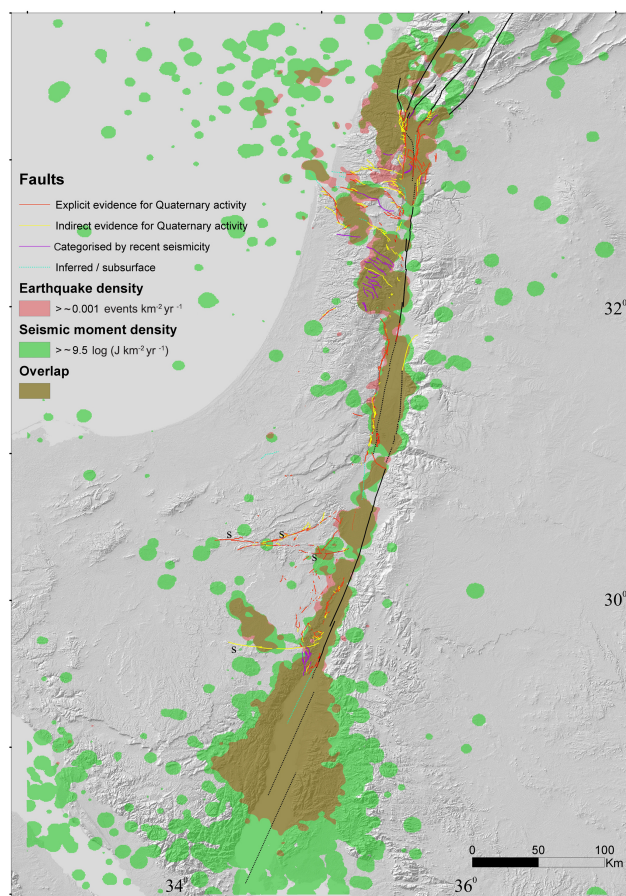 Faults
Explicit evidence for Quaternary activity
Indirect evidence for Quaternary activity
Categorised by recent seismicity
Inferred / subsurface
Earthquake density
> ~ 0.001 events km⁻² yr ⁻¹
Seismic moment density
> ~ 9.5 log (J km⁻² yr ⁻¹)
Overlap
32⁰
S
S
S
30⁰
S
34⁰
36⁰
0 50 100
Km